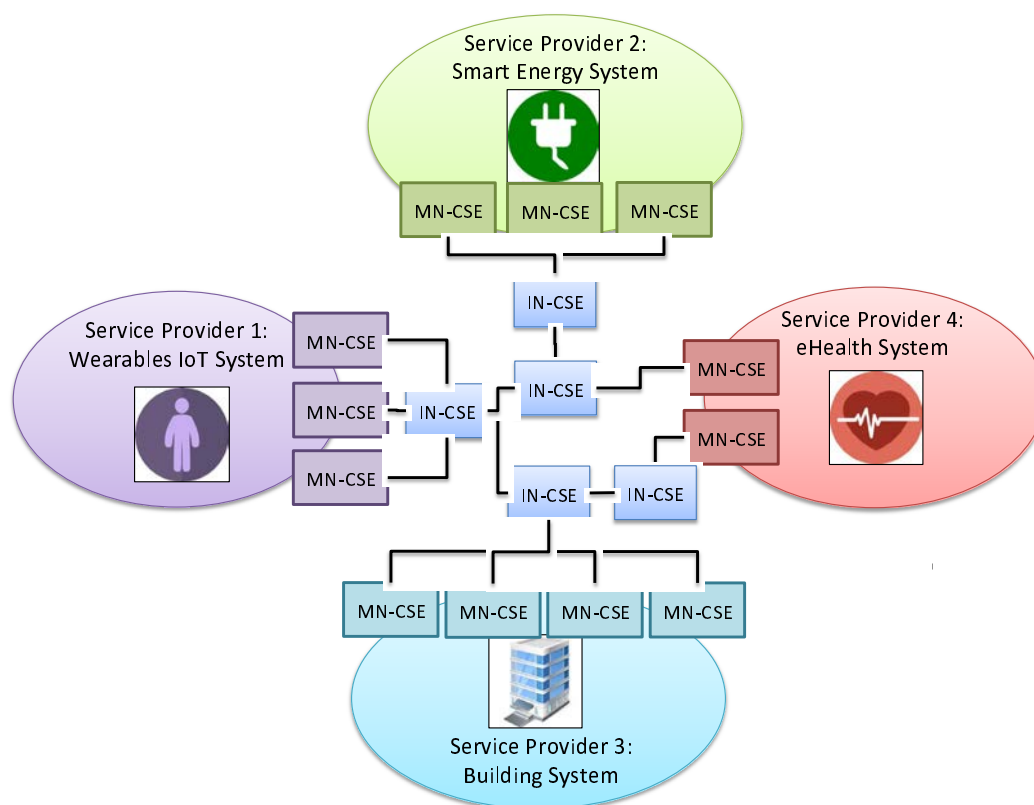 Service Provider 2:
Smart Energy System
MN-CSE
MN-CSE
MN-CSE
IN-CSE
Service Provider 1:
Wearables IoT System
MN-CSE
MN-CSE
MN-CSE
IN-CSE
IN-CSE
Service Provider 4:
eHealth System
MN-CSE
MN-CSE
IN-CSE
IN-CSE
MN-CSE
MN-CSE
MN-CSE
MN-CSE
Service Provider 3:
Building System